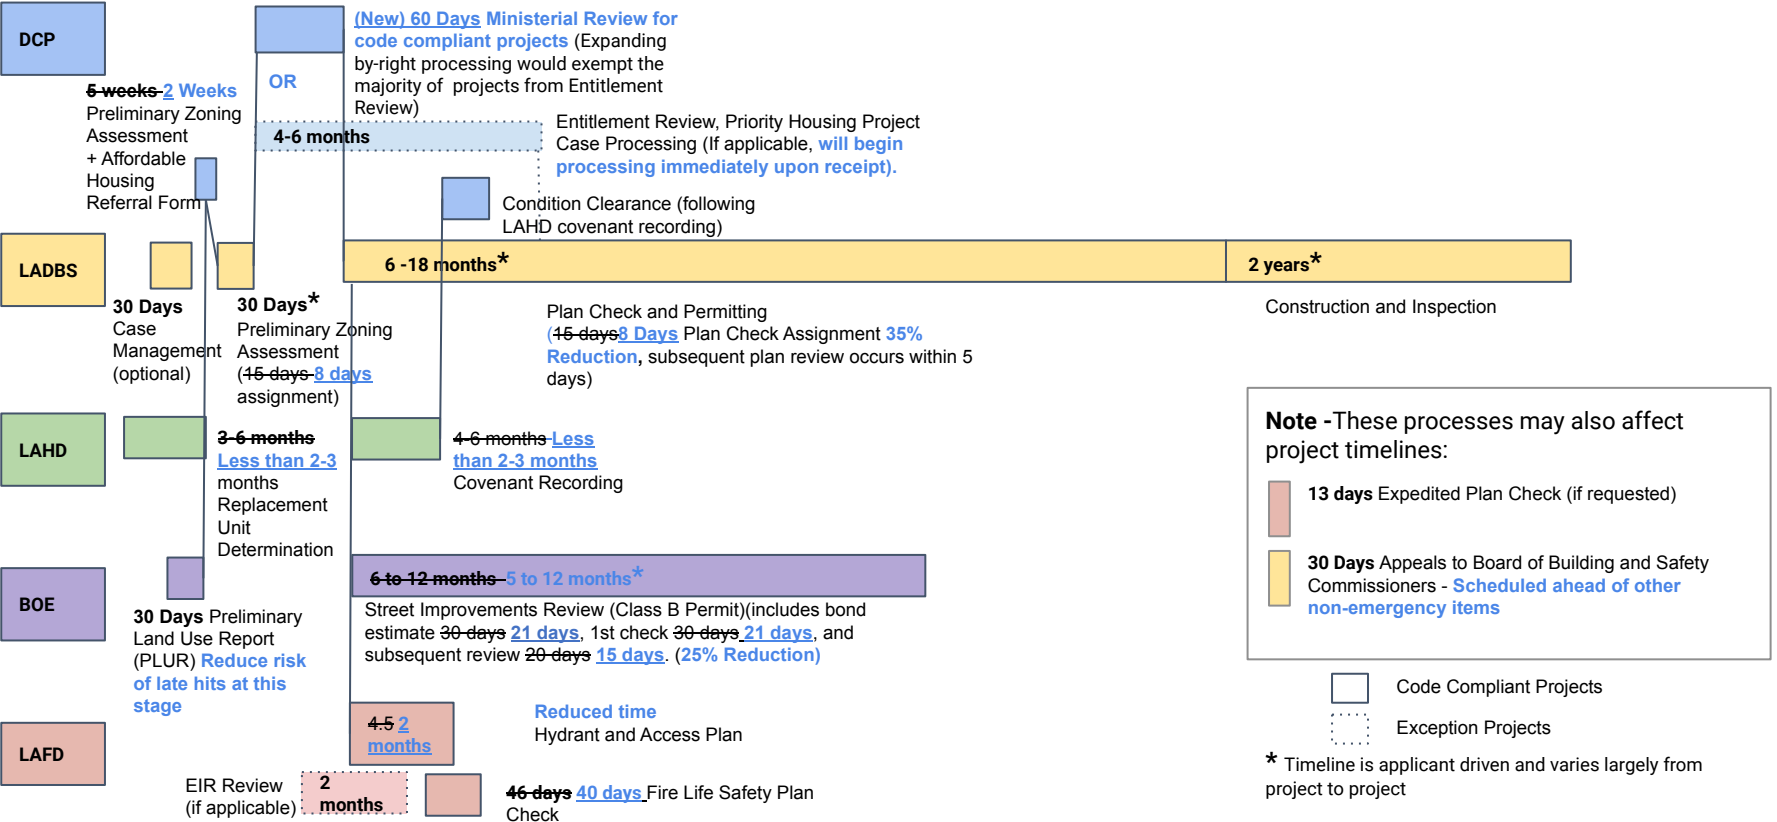 DCP
(New) 60 Days Ministerial Review for
code compliant projects (Expanding
by-right processing would exempt the
majority of projects from Entitlement
Review)
OR
5 weeks 2 Weeks
Preliminary Zoning
Assessment
+ Affordable
Housing
Referral Form
4-6 months
Entitlement Review, Priority Housing Project
Case Processing (If applicable, will begin
processing immediately upon receipt).
Condition Clearance (following
LAHD covenant recording)
LADBS
6 -18 months*
2 years*
30 Days
Case
Management
(optional)
30 Days*
Preliminary Zoning
Assessment
(15 days 8 days
assignment)
Plan Check and Permitting
(15 days8 Days Plan Check Assignment 35%
Reduction, subsequent plan review occurs within 5
days)
Construction and Inspection
LAHD
3-6 months
Less than 2-3
months
Replacement
Unit
Determination
4-6 months Less
than 2-3 months
Covenant Recording
Note -These processes may also affect
project timelines:
13 days Expedited Plan Check (if requested)
30 Days Appeals to Board of Building and Safety
Commissioners - Scheduled ahead of other
non-emergency items
BOE
30 Days Preliminary
Land Use Report
(PLUR) Reduce risk
of late hits at this
stage
6 to 12 months 5 to 12 months*
Street Improvements Review (Class B Permit)(includes bond
estimate 30 days 21 days, 1st check 30 days 21 days, and
subsequent review 20 days 15 days. (25% Reduction)
LAFD
4.5 2
months
Reduced time
Hydrant and Access Plan
EIR Review
(if applicable)
2
months
46 days 40 days Fire Life Safety Plan
Check
Code Compliant Projects
Exception Projects
* Timeline is applicant driven and varies largely from
project to project